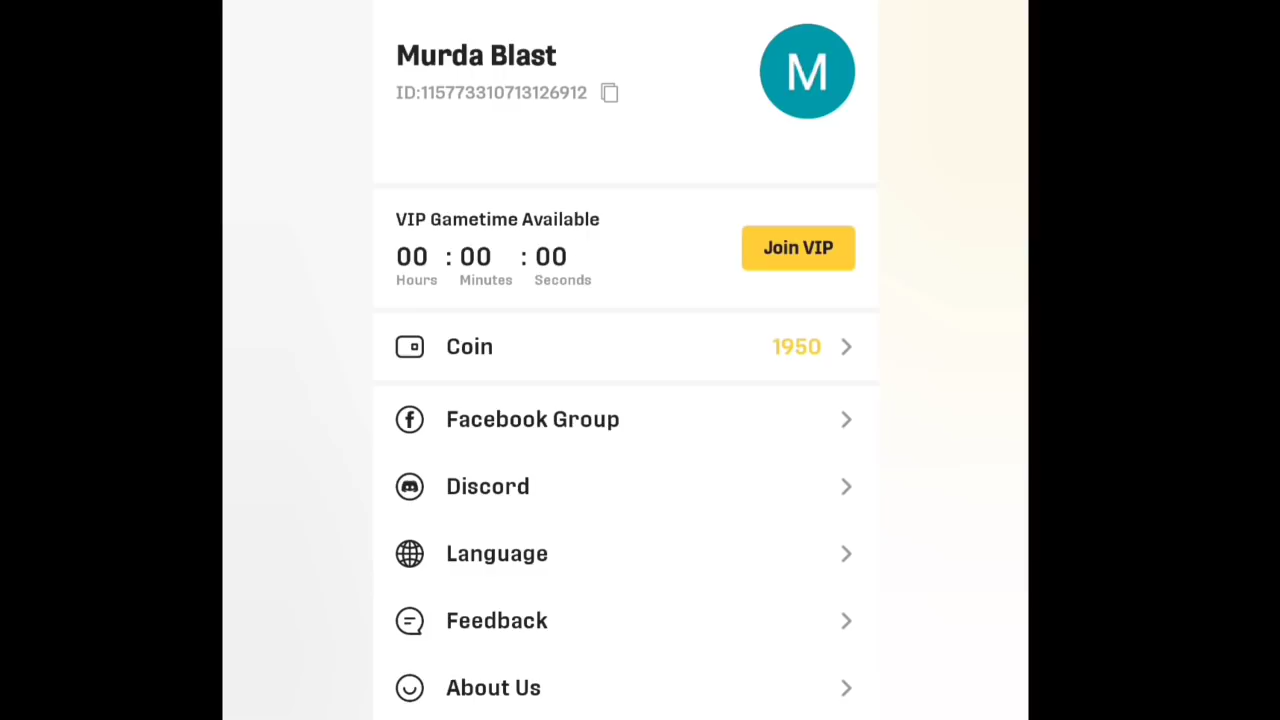 Murda Blast
M
ID:115773310713126912
VIP Gametime Available
00 : 00 : 00
Hours Minutes Seconds
Join VIP
Coin 1950
Facebook Group
Discord
Language
Feedback
About Us